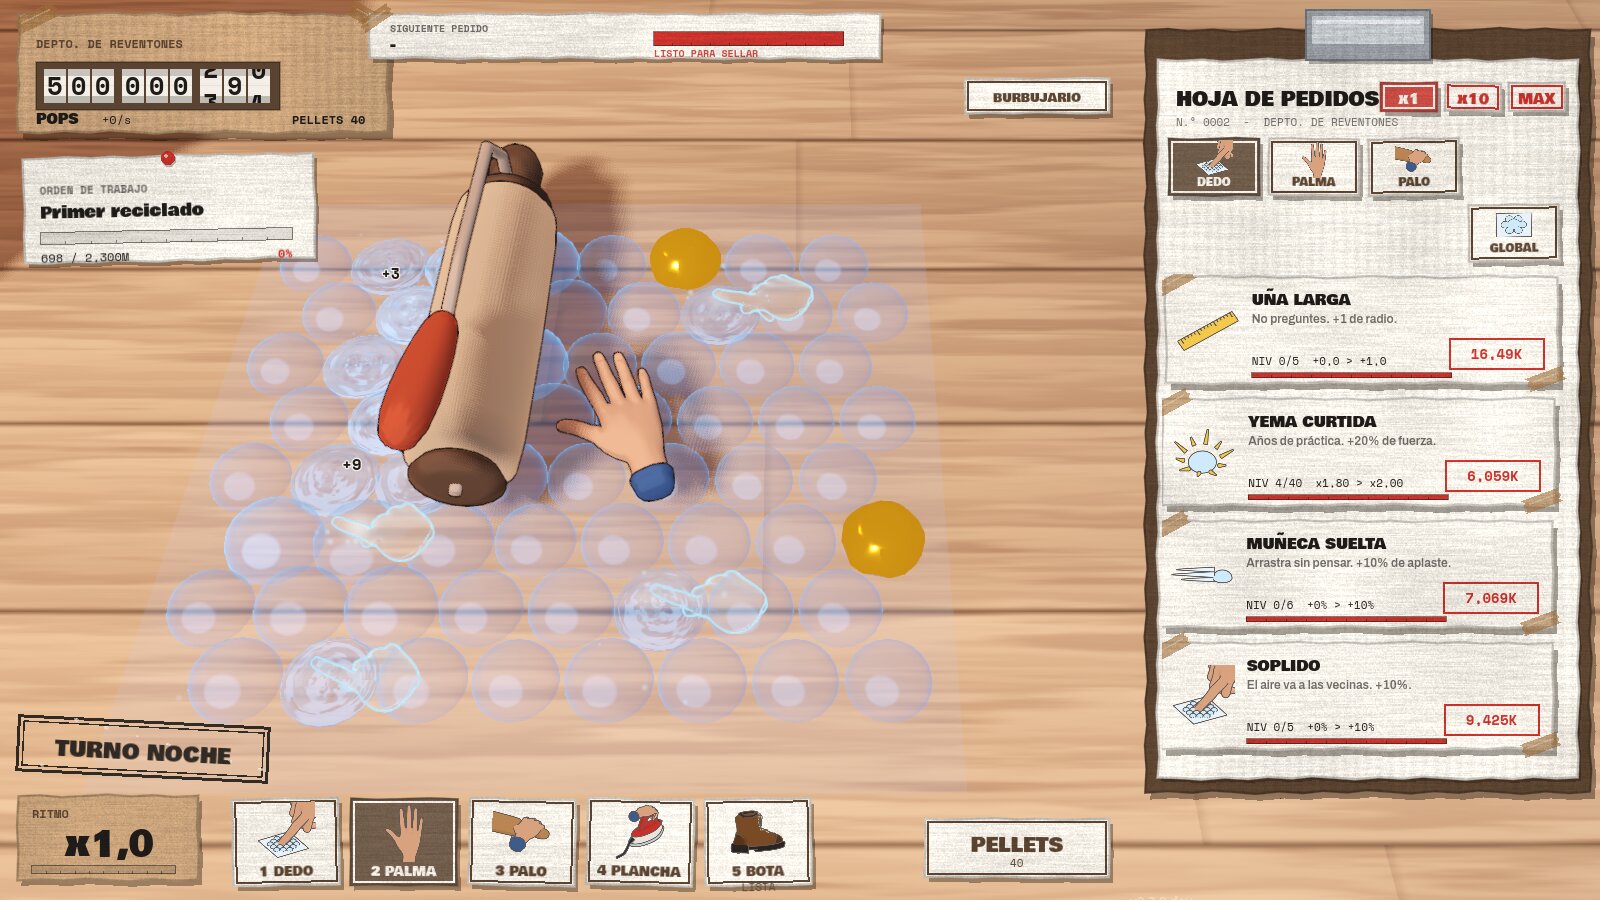 DEPTO. DE REVENTONES
POPS +0/s PELLETS 40
SIGUIENTE PEDIDO
-
LISTO PARA SELLAR
BURBUJARIO
ORDEN DE TRABAJO
Primer reciclado
698 / 2,300M 0%
+3
+9
HOJA DE PEDIDOS x1 x10 MAX
N.° 0002 - DEPTO. DE REVENTONES
DEDO PALMA PALO
GLOBAL
UÑA LARGA
No preguntes. +1 de radio.
NIV 0/5 +0,0 > +1,0 16,49K
YEMA CURTIDA
Años de práctica. +20% de fuerza.
NIV 4/40 x1,80 > x2,00 6,059K
MUÑECA SUELTA
Arrastra sin pensar. +10% de aplaste.
NIV 0/6 +0% > +10% 7,069K
SOPLIDO
El aire va a las vecinas. +10%.
NIV 0/5 +0% > +10% 9,425K
TURNO NOCHE
RITMO
x1,0
1 DEDO 2 PALMA 3 PALO 4 PLANCHA 5 BOTA
LISTA
PELLETS
40